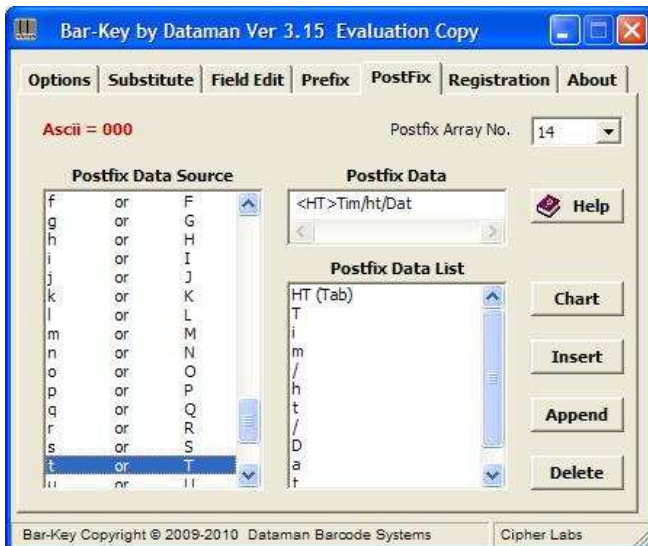 Bar-Key by Dataman Ver 3.15 Evaluation Copy
Options Substitute Field Edit Prefix PostFix Registration About
Ascii = 000
Postfix Array No. 14
Postfix Data Source
f or F
g or G
h or H
i or I
j or J
k or K
l or L
m or M
n or N
o or O
p or P
q or Q
r or R
s or S
t or T
u or U
Postfix Data
<HT>Tim/ht/Dat
Postfix Data List
HT (Tab)
T
i
m
/
h
t
/
D
a
t
Help
Chart
Insert
Append
Delete
Bar-Key Copyright © 2009-2010 Dataman Barcode Systems
Cipher Labs